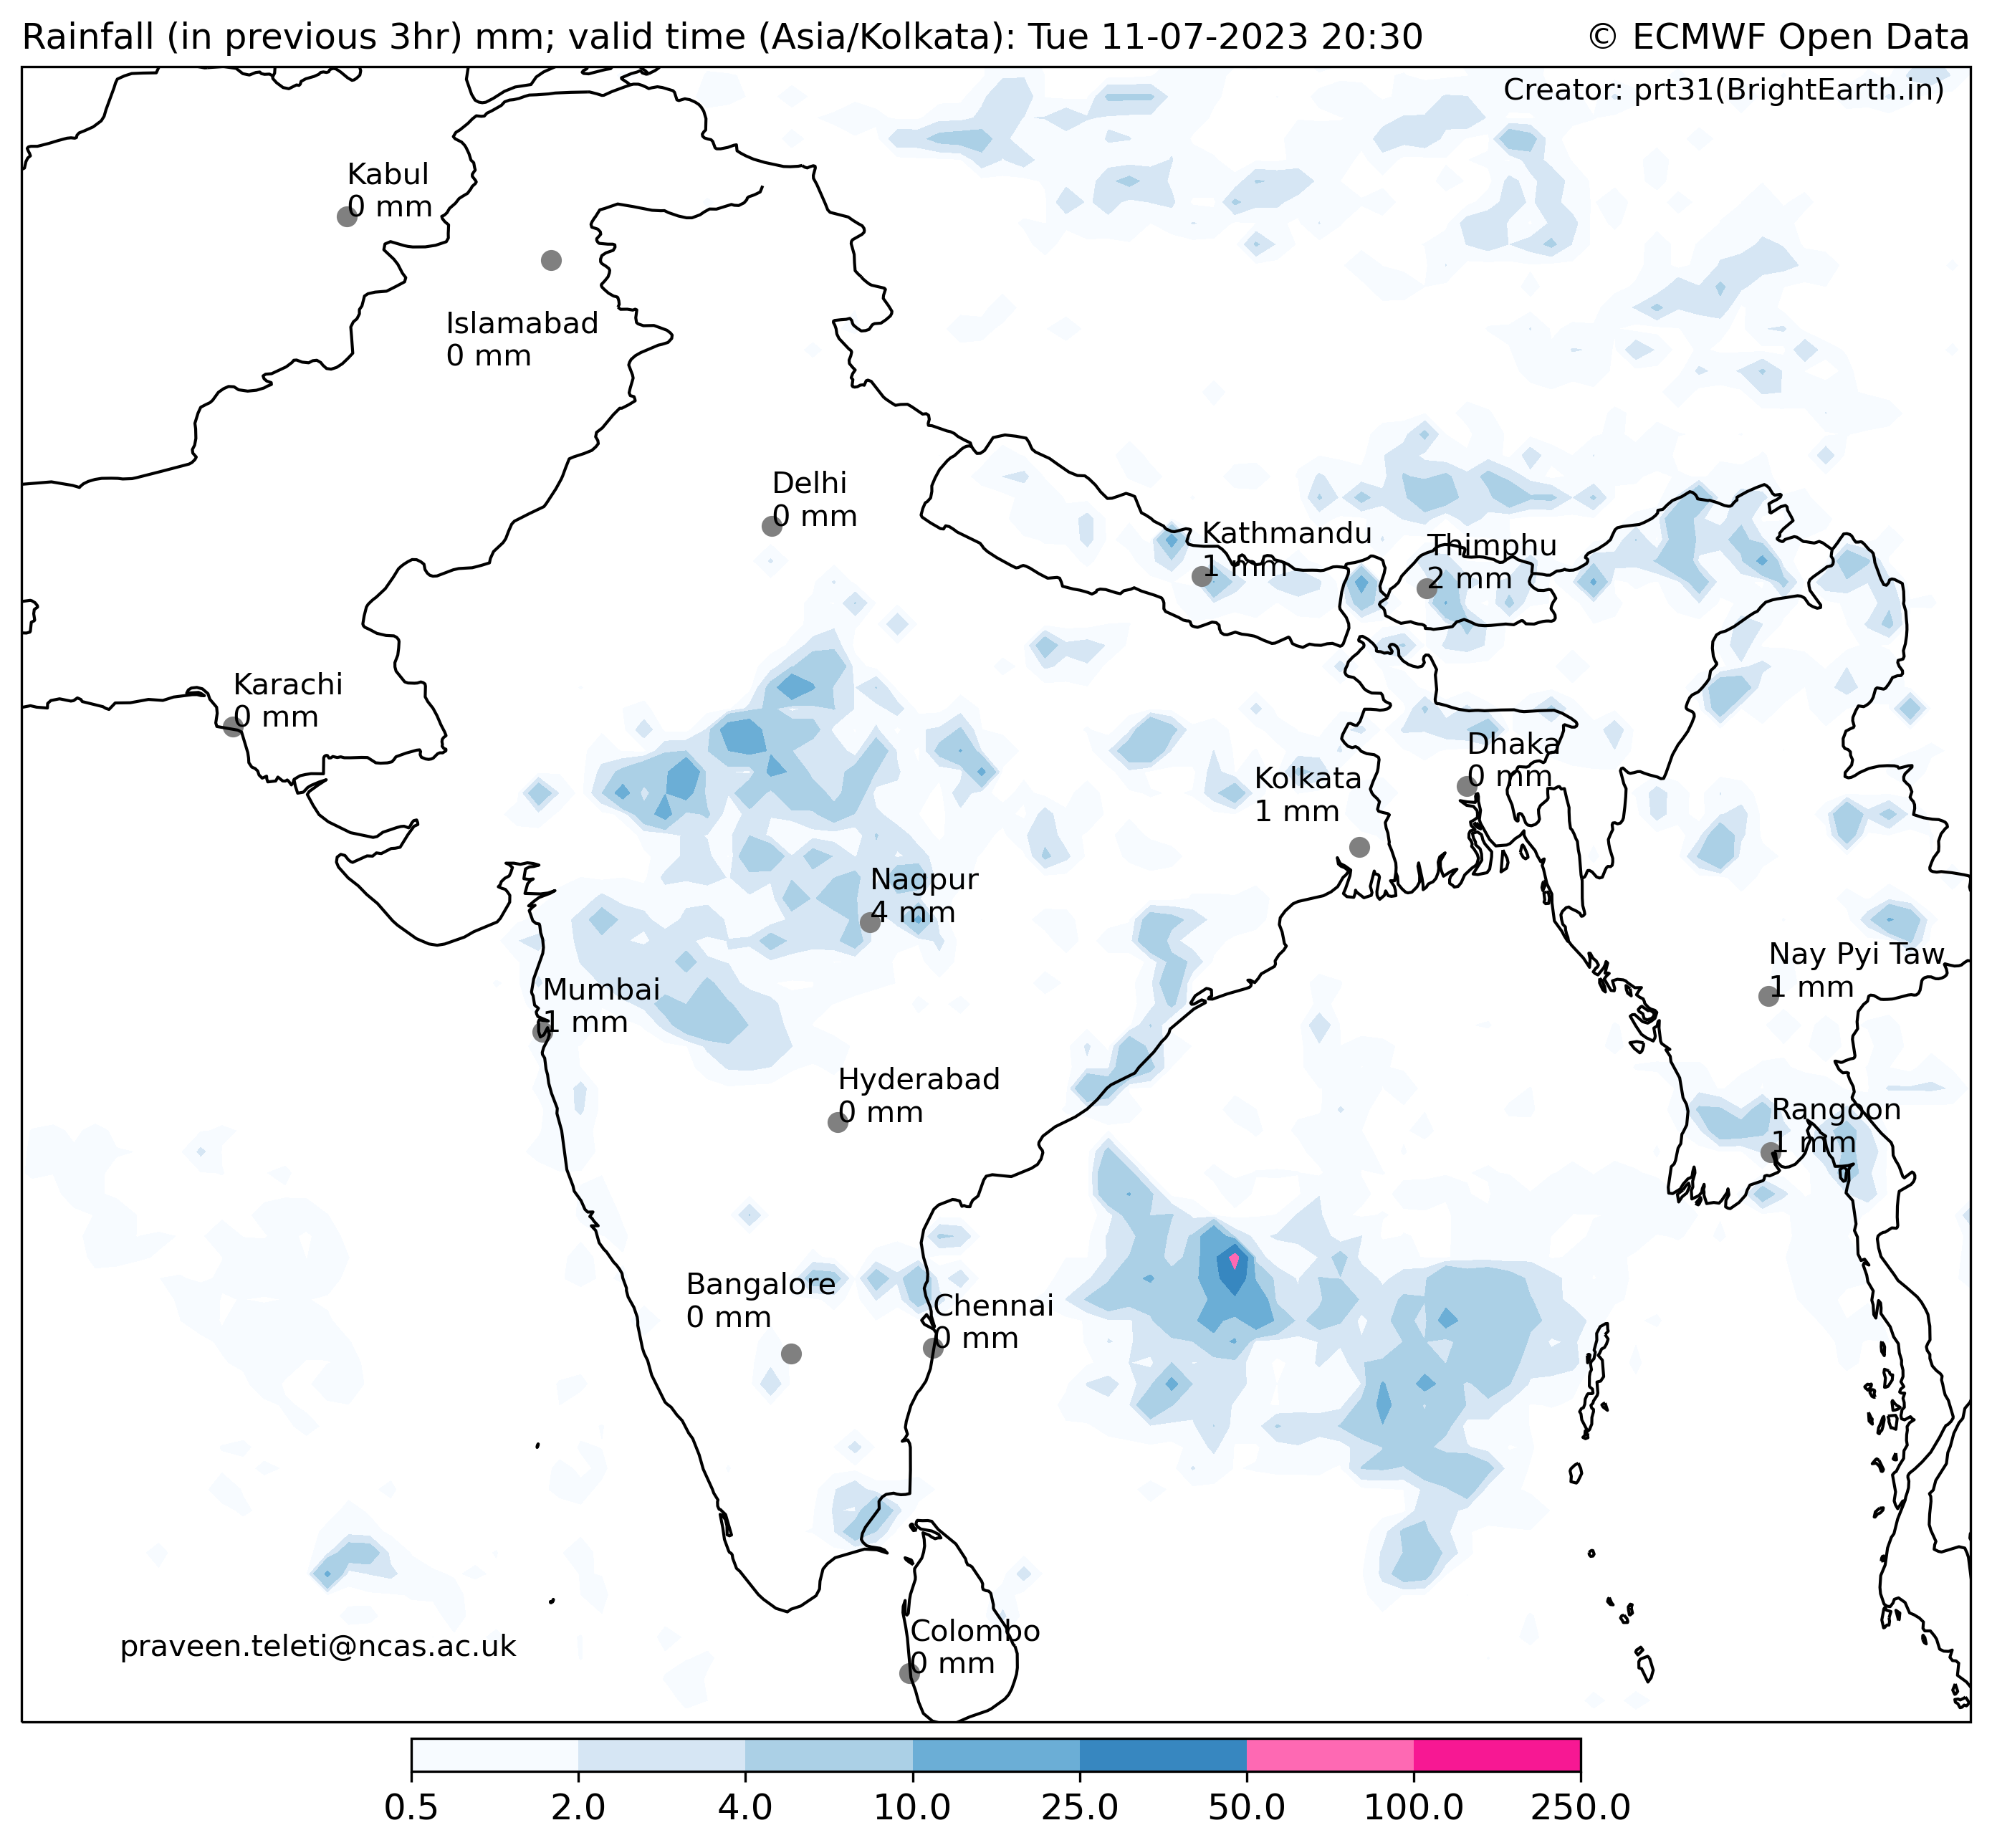 Rainfall (in previous 3hr) mm; valid time (Asia/Kolkata): Tue 11-07-2023 20:30
© ECMWF Open Data
Creator: prt31(BrightEarth.in)
Kabul
0 mm
Islamabad
0 mm
Delhi
0 mm
Kathmandu
1 mm
Thimphu
2 mm
Karachi
0 mm
Dhaka
0 mm
Kolkata
1 mm
Nagpur
4 mm
Nay Pyi Taw
1 mm
Mumbai
1 mm
Hyderabad
0 mm
Rangoon
1 mm
Bangalore
0 mm
Chennai
0 mm
Colombo
0 mm
praveen.teleti@ncas.ac.uk
0.5 2.0 4.0 10.0 25.0 50.0 100.0 250.0